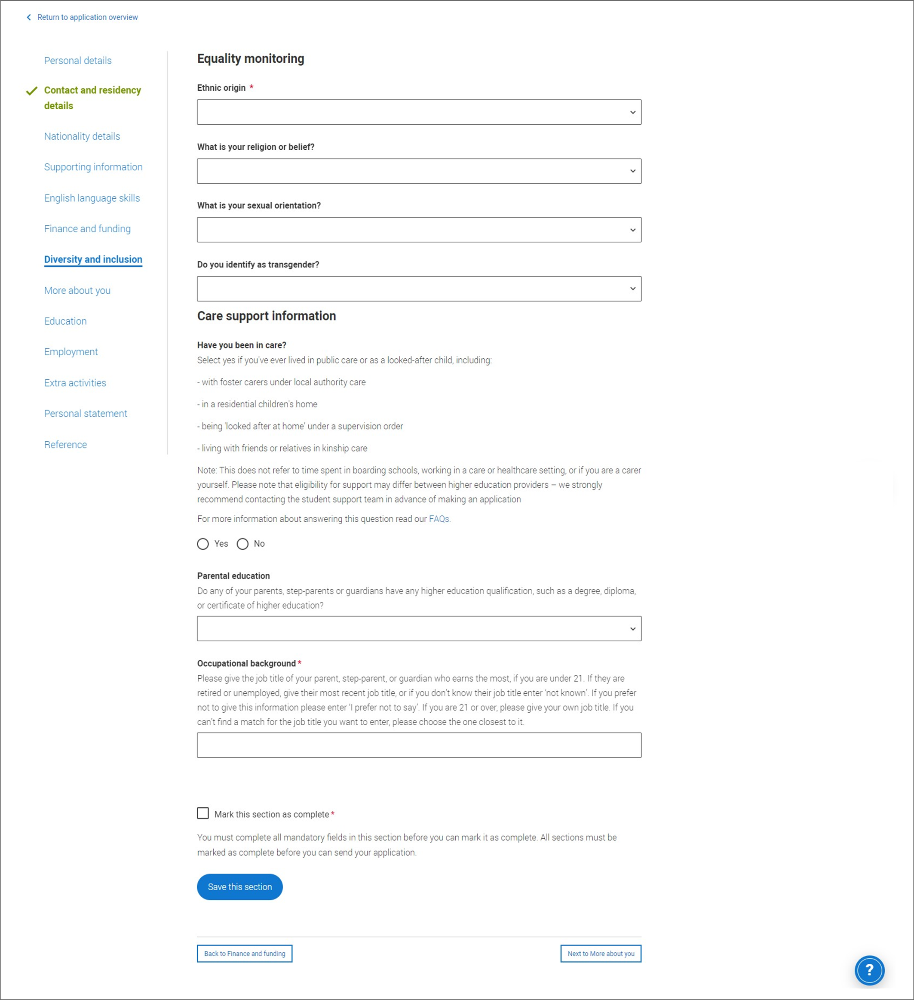 Return to application overview
Personal details
Contact and residency
details
Nationality details
Supporting information
English language skills
Finance and funding
Diversity and inclusion
More about you
Education
Employment
Extra activities
Personal statement
Reference
Equality monitoring
Ethnic origin *
What is your religion or belief?
What is your sexual orientation?
Do you identify as transgender?
Care support information
Have you been in care?
Select yes if you've ever lived in public care or as a looked-after child, including:
- with foster carers under local authority care
- in a residential children's home
- being 'looked after at home' under a supervision order
- living with friends or relatives in kinship care
Note: This does not refer to time spent in boarding schools, working in a care or healthcare setting, or if you are a carer
yourself. Please note that eligibility for support may differ between higher education providers – we strongly
recommend contacting the student support team in advance of making an application
For more information about answering this question read our FAQs.
Yes No
Parental education
Do any of your parents, step-parents or guardians have any higher education qualification, such as a degree, diploma,
or certificate of higher education?
Occupational background *
Please give the job title of your parent, step-parent, or guardian who earns the most, if you are under 21. If they are
retired or unemployed, give their most recent job title, or if you don't know their job title enter 'not known'. If you prefer
not to give this information please enter 'I prefer not to say'. If you are 21 or over, please give your own job title. If you
can't find a match for the job title you want to enter, please choose the one closest to it.
Mark this section as complete *
You must complete all mandatory fields in this section before you can mark it as complete. All sections must be
marked as complete before you can send your application.
Save this section
Back to Finance and funding
Next to More about you
?